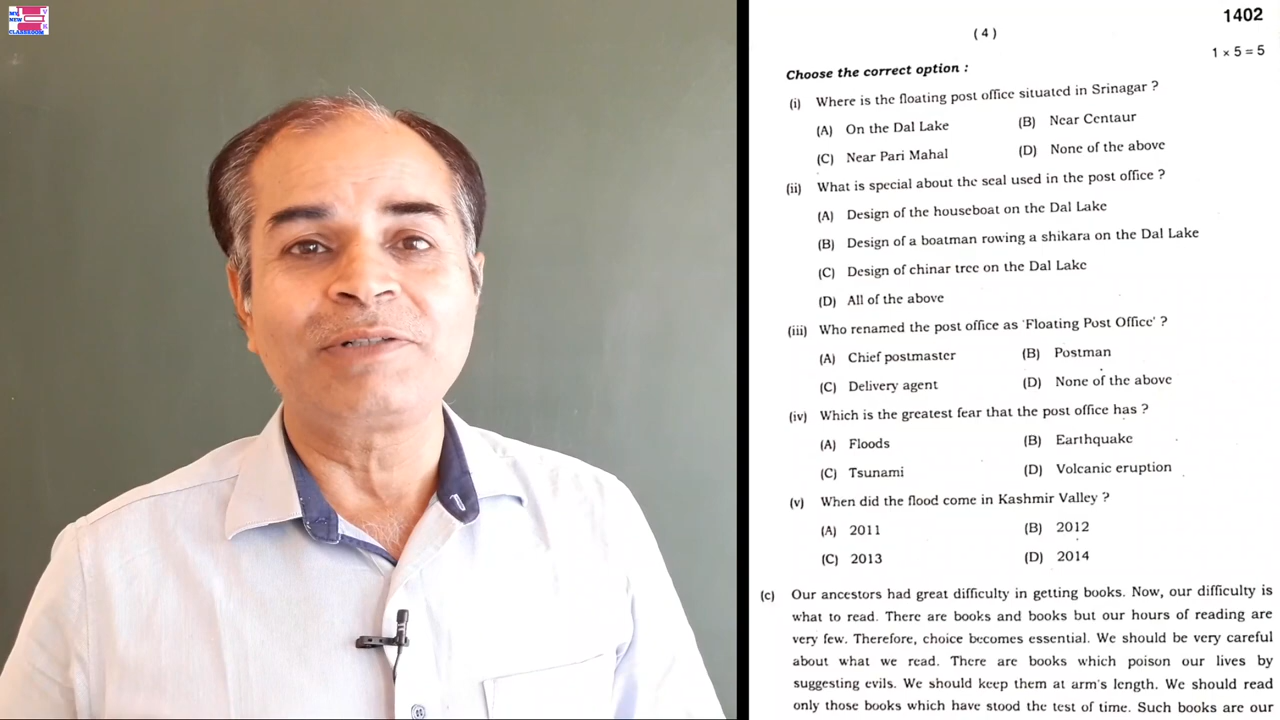 MY
NEW
V
K
CLASSROOM
1402
( 4 )
1 × 5 = 5
Choose the correct option :
(i) Where is the floating post office situated in Srinagar ?
(A) On the Dal Lake (B) Near Centaur
(C) Near Pari Mahal (D) None of the above
(ii) What is special about the seal used in the post office ?
(A) Design of the houseboat on the Dal Lake
(B) Design of a boatman rowing a shikara on the Dal Lake
(C) Design of chinar tree on the Dal Lake
(D) All of the above
(iii) Who renamed the post office as 'Floating Post Office' ?
(A) Chief postmaster (B) Postman
(C) Delivery agent (D) None of the above
(iv) Which is the greatest fear that the post office has ?
(A) Floods (B) Earthquake
(C) Tsunami (D) Volcanic eruption
(v) When did the flood come in Kashmir Valley ?
(A) 2011 (B) 2012
(C) 2013 (D) 2014
(c) Our ancestors had great difficulty in getting books. Now, our difficulty is
what to read. There are books and books but our hours of reading are
very few. Therefore, choice becomes essential. We should be very careful
about what we read. There are books which poison our lives by
suggesting evils. We should keep them at arm's length. We should read
only those books which have stood the test of time. Such books are our